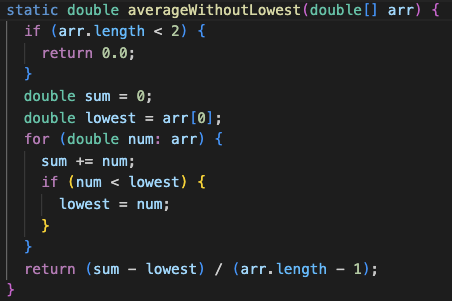 static double averageWithoutLowest(double[] arr) {
  if (arr.length < 2) {
    return 0.0;
  }
  double sum = 0;
  double lowest = arr[0];
  for (double num: arr) {
    sum += num;
    if (num < lowest) {
      lowest = num;
    }
  }
  return (sum - lowest) / (arr.length - 1);
}